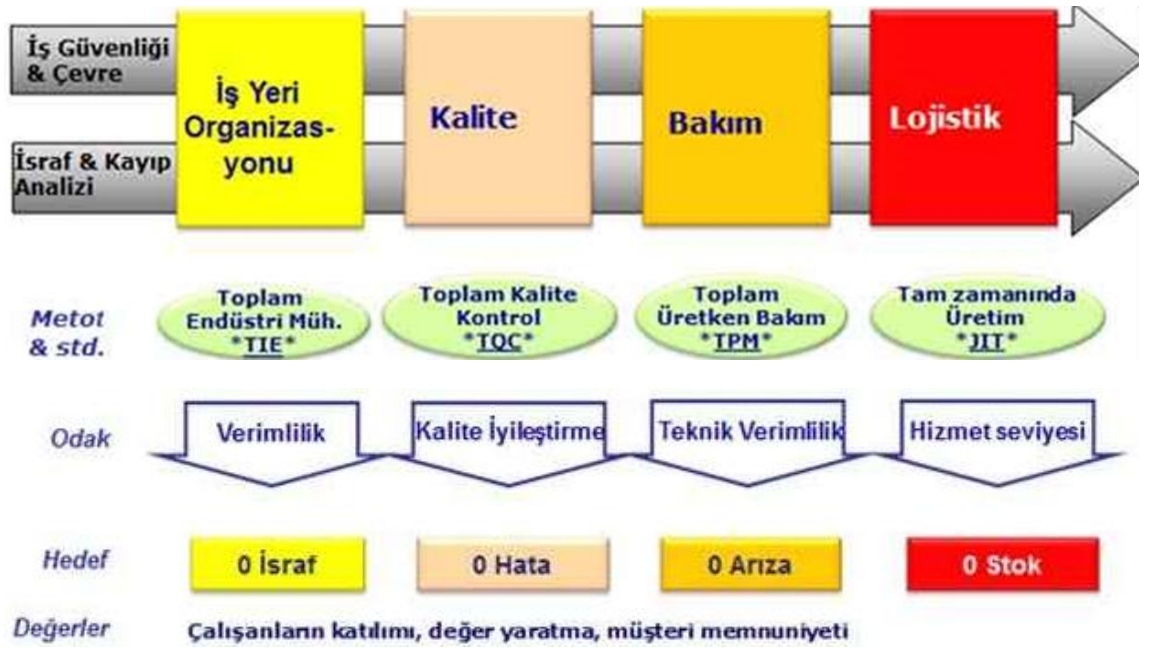 İş Güvenliği
& Çevre
İş Yeri
Organizas-
yonu
Kalite
Bakım
Lojistik
İsraf & Kayıp
Analizi
Metot
& std.
Toplam
Endüstri Müh.
*TIE*
Toplam Kalite
Kontrol
*TQC*
Toplam
Üretken Bakım
*TPM*
Tam zamanında
Üretim
*JIT*
Odak
Verimlilik
Kalite İyileştirme
Teknik Verimlilik
Hizmet seviyesi
Hedef
0 İsraf
0 Hata
0 Arıza
0 Stok
Değerler
Çalışanların katılımı, değer yaratma, müşteri memnuniyeti